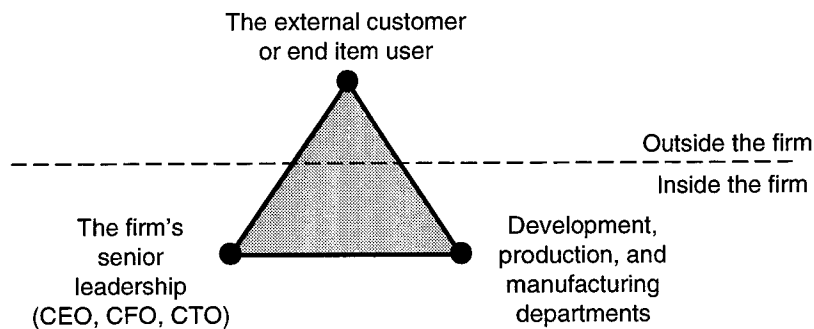 The external customer
or end item user
Outside the firm
Inside the firm
The firm's
senior
leadership
(CEO, CFO, CTO)
Development,
production, and
manufacturing
departments